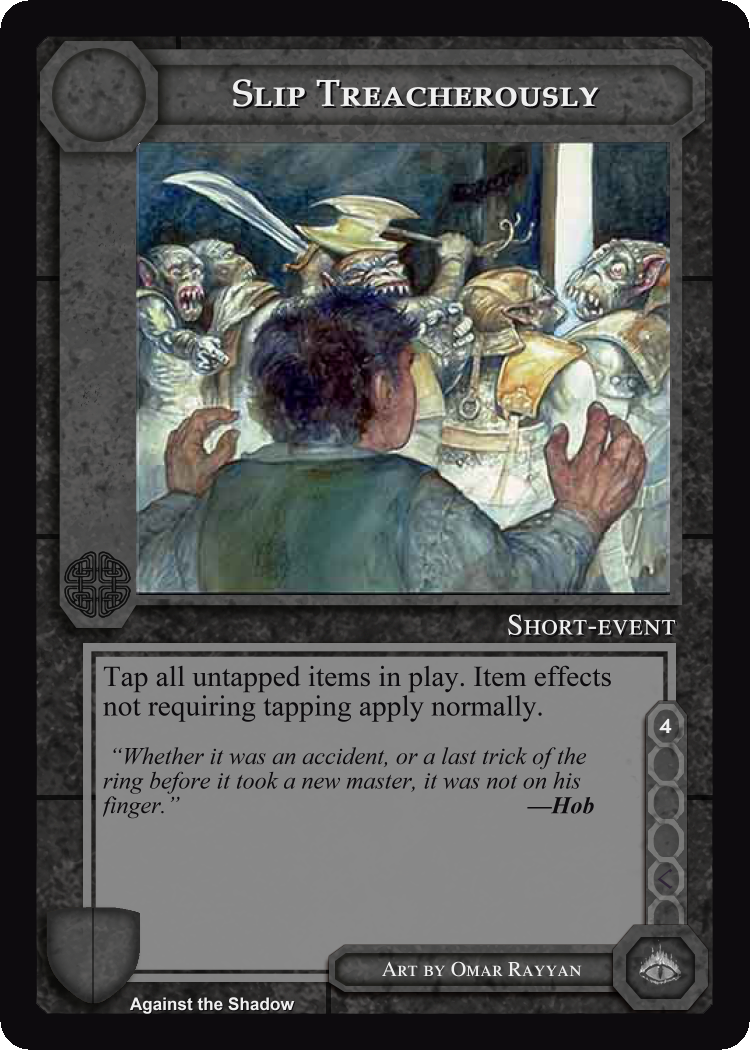 Slip Treacherously
Short-event
Tap all untapped items in play. Item effects
not requiring tapping apply normally.
“Whether it was an accident, or a last trick of the
ring before it took a new master, it was not on his
finger.”
—Hob
4
Art by Omar Rayyan
Against the Shadow